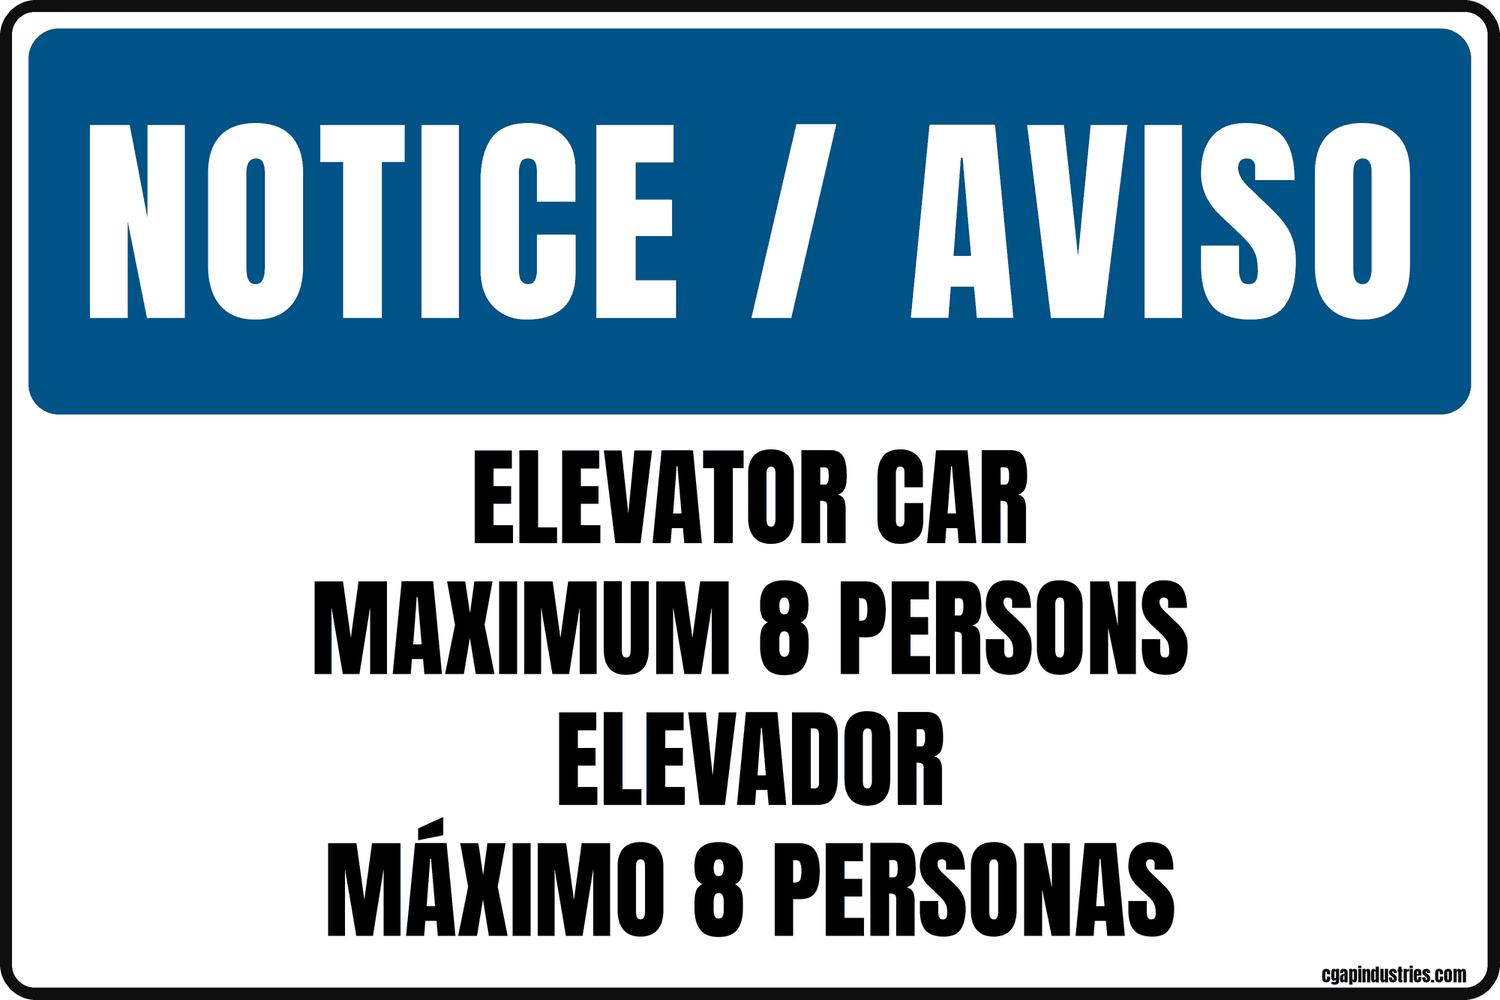 NOTICE / AVISO
ELEVATOR CAR
MAXIMUM 8 PERSONS
ELEVADOR
MÁXIMO 8 PERSONAS
cgapindustries.com